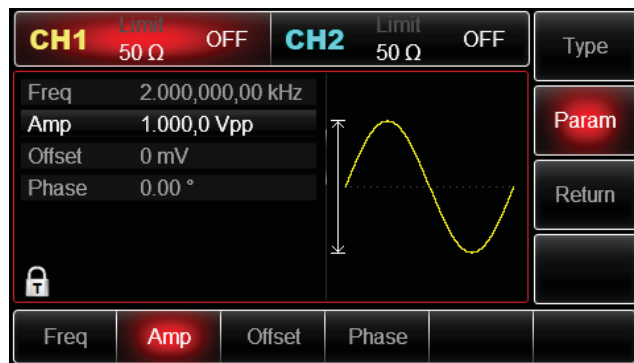 CH1 Limit 50 Ω OFF CH2 Limit 50 Ω OFF
Type
Freq 2.000,000,00 kHz
Amp 1.000,0 Vpp
Offset 0 mV
Phase 0.00 °
Param
Return
T
Freq Amp Offset Phase